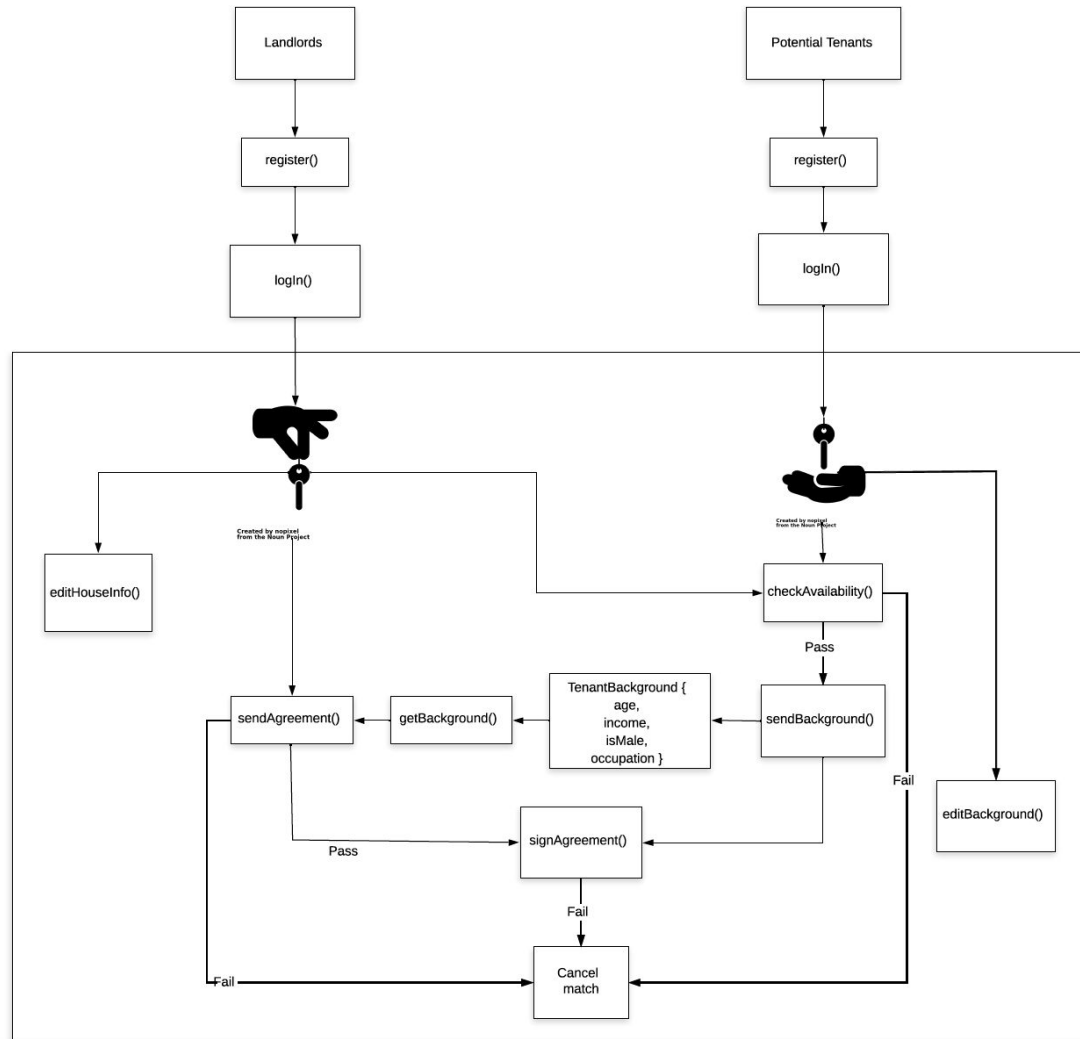 Landlords
Potential Tenants
register()
register()
logIn()
logIn()
Created by nopixel
from the Noun Project
Created by nopixel
from the Noun Project
editHouseInfo()
checkAvailability()
Pass
TenantBackground {
age,
income,
isMale,
occupation }
sendAgreement()
getBackground()
sendBackground()
Fail
editBackground()
signAgreement()
Pass
Fail
Cancel
match
Fail